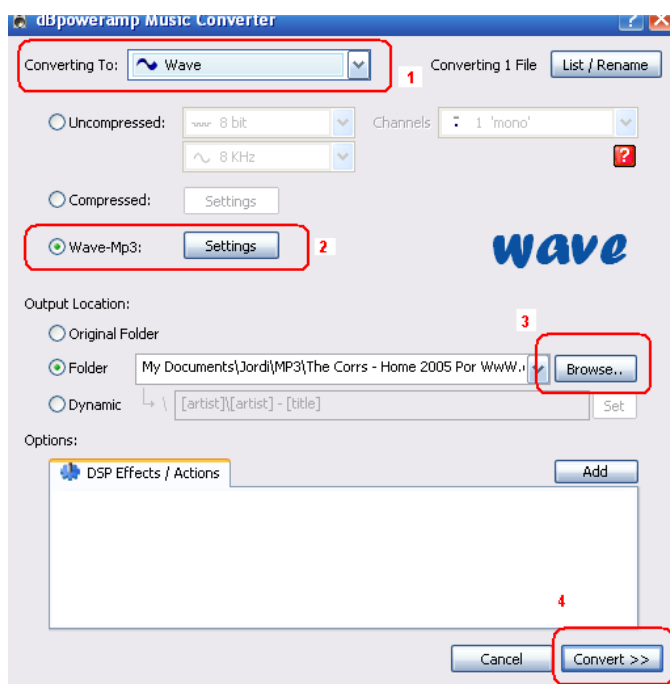 dBpoweramp Music Converter
Converting To: Wave 1 Converting 1 File List / Rename
Uncompressed: 8 bit Channels 1 'mono'
8 KHz ?
Compressed: Settings
Wave-Mp3: Settings 2 wave
Output Location:
3
Original Folder
Folder My Documents\Jordi\MP3\The Corrs - Home 2005 Por WwW. Browse..
Dynamic \ [artist]\[artist] - [title] Set
Options:
DSP Effects / Actions Add
4
Cancel Convert >>